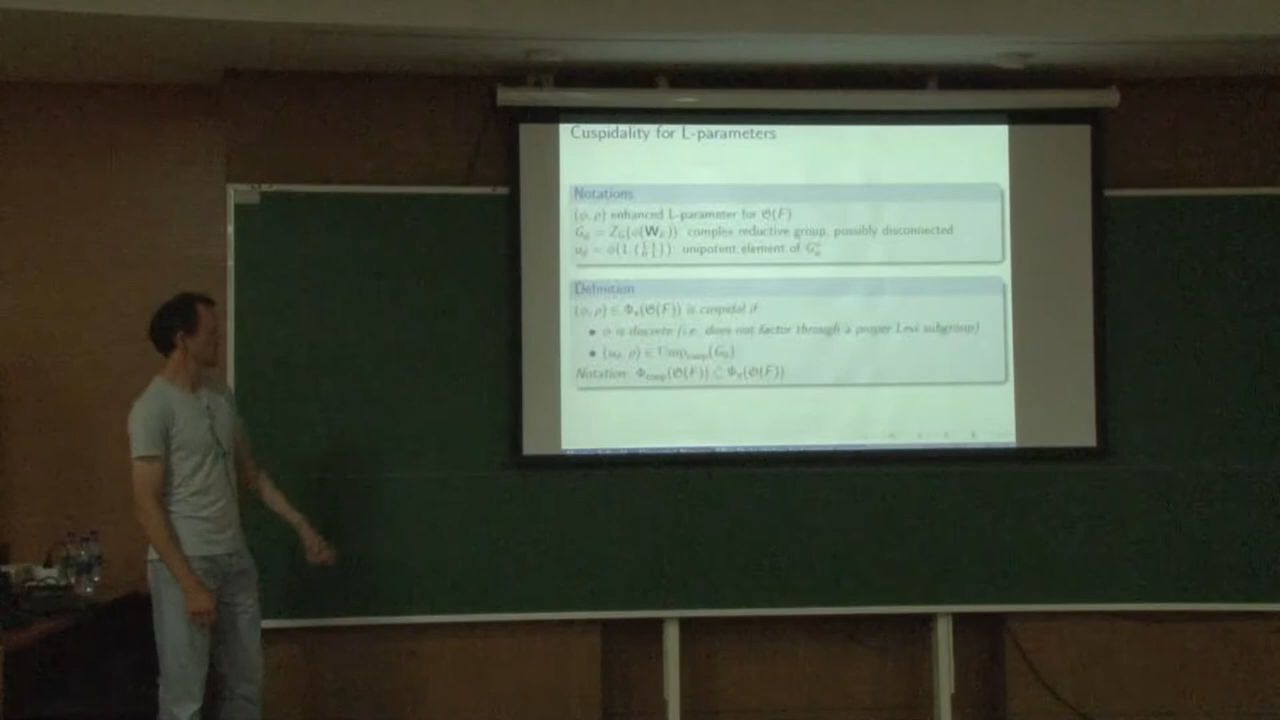 Cuspidality for L-parameters
Notations
(ϕ, ρ) enhanced L-parameter for 𝔊(F)
G_ϕ = Z_G(ϕ(W_F)) complex reductive group, possibly disconnected
u_ϕ = ϕ(1, (1 1 0 1)) unipotent element of G_ϕ°
Definition
(ϕ, ρ) ∈ Φ_e(𝔊(F)) is cuspidal if
• ϕ is discrete (i.e. does not factor through a proper Levi subgroup)
• (u_ϕ, ρ) ∈ Unip_cusp(G_ϕ)
Notation: Φ_cusp(𝔊(F)) ⊂ Φ_e(𝔊(F))